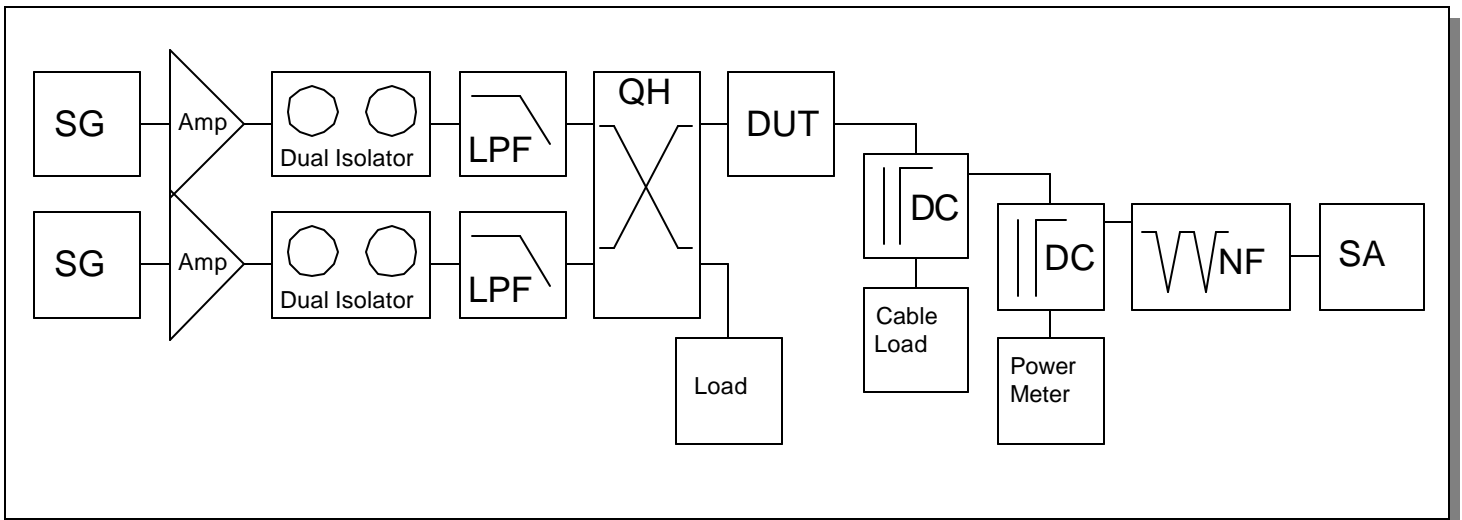 SG
Amp
Dual Isolator
LPF
QH
DUT
DC
DC
NF
SA
SG
Amp
Dual Isolator
LPF
Load
Cable
Load
Power
Meter